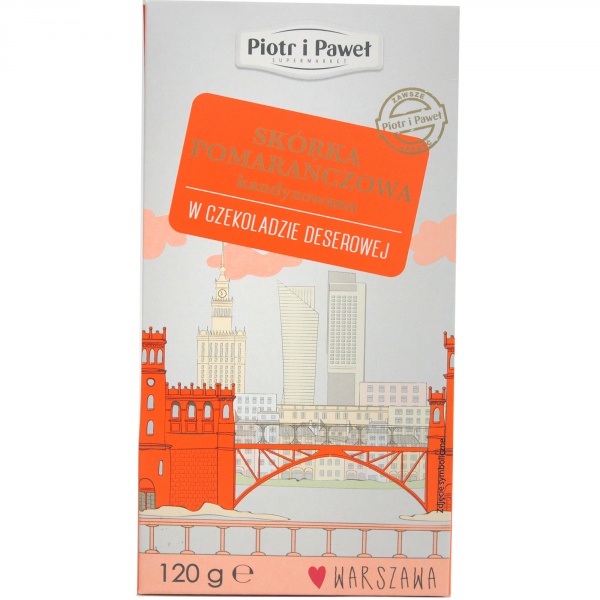 Piotr i Paweł
SUPERMARKET
ZAWSZE
Piotr i Paweł
SKÓRKA
POMARAŃCZOWA
kandyzowana
W CZEKOLADZIE DESEROWEJ
Zdjęcie symboliczne
120 g ℮
WARSZAWA